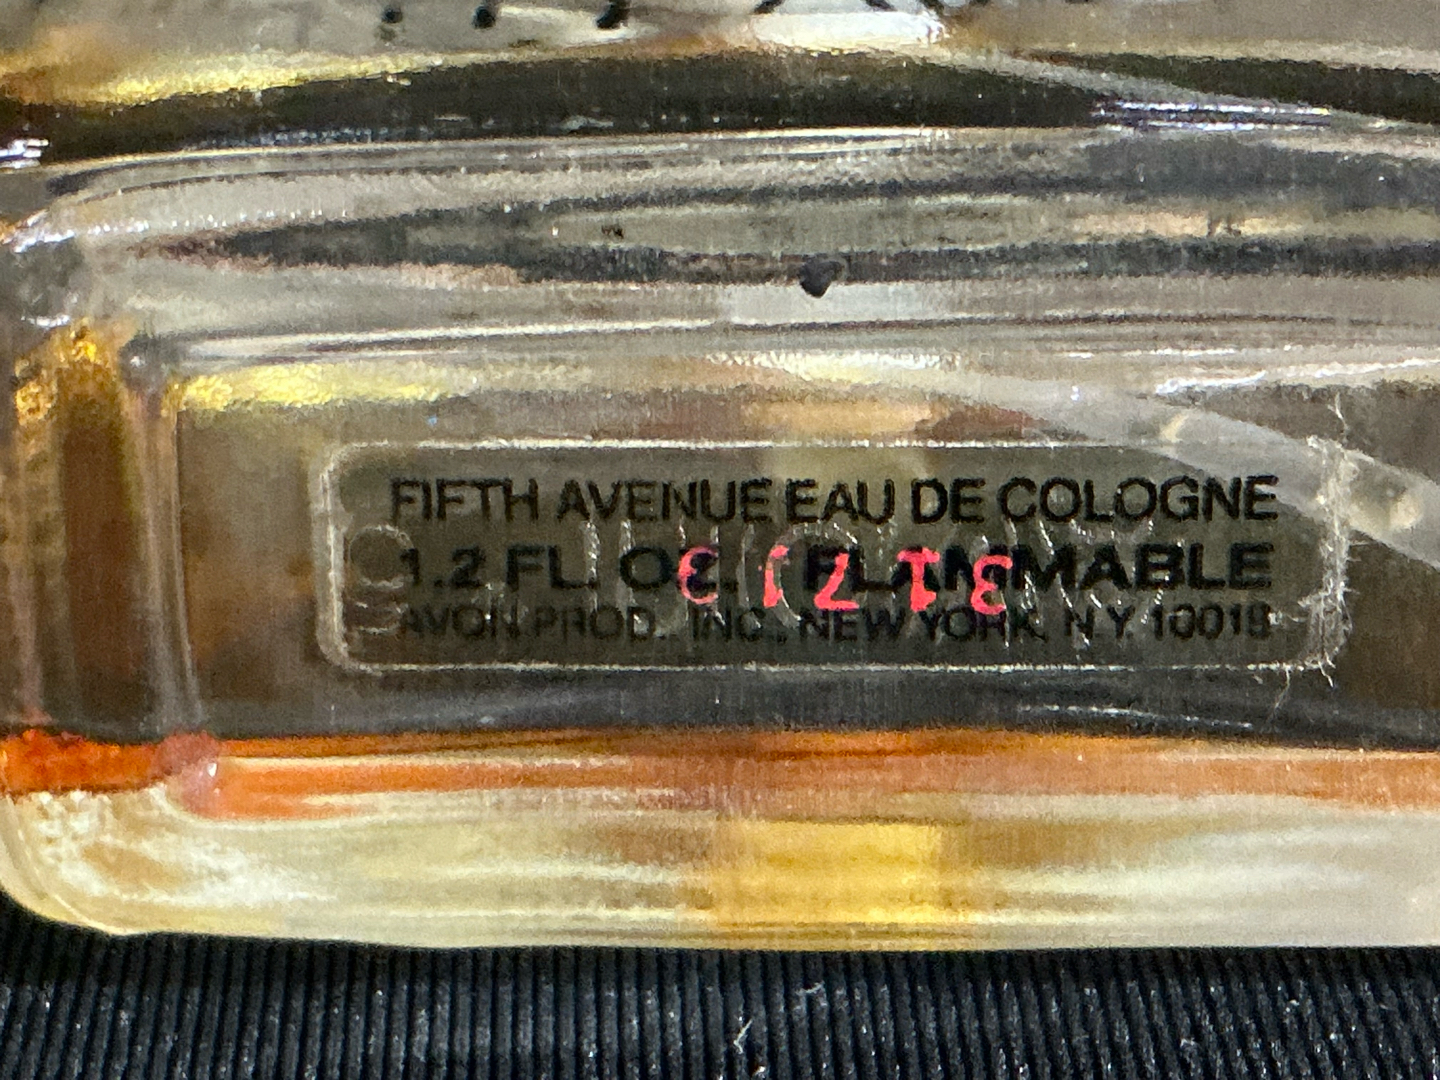 FIFTH AVENUE EAU DE COLOGNE
1.2 FL. OZ. FLAMMABLE
AVON PROD., INC., NEW YORK, N.Y. 10019